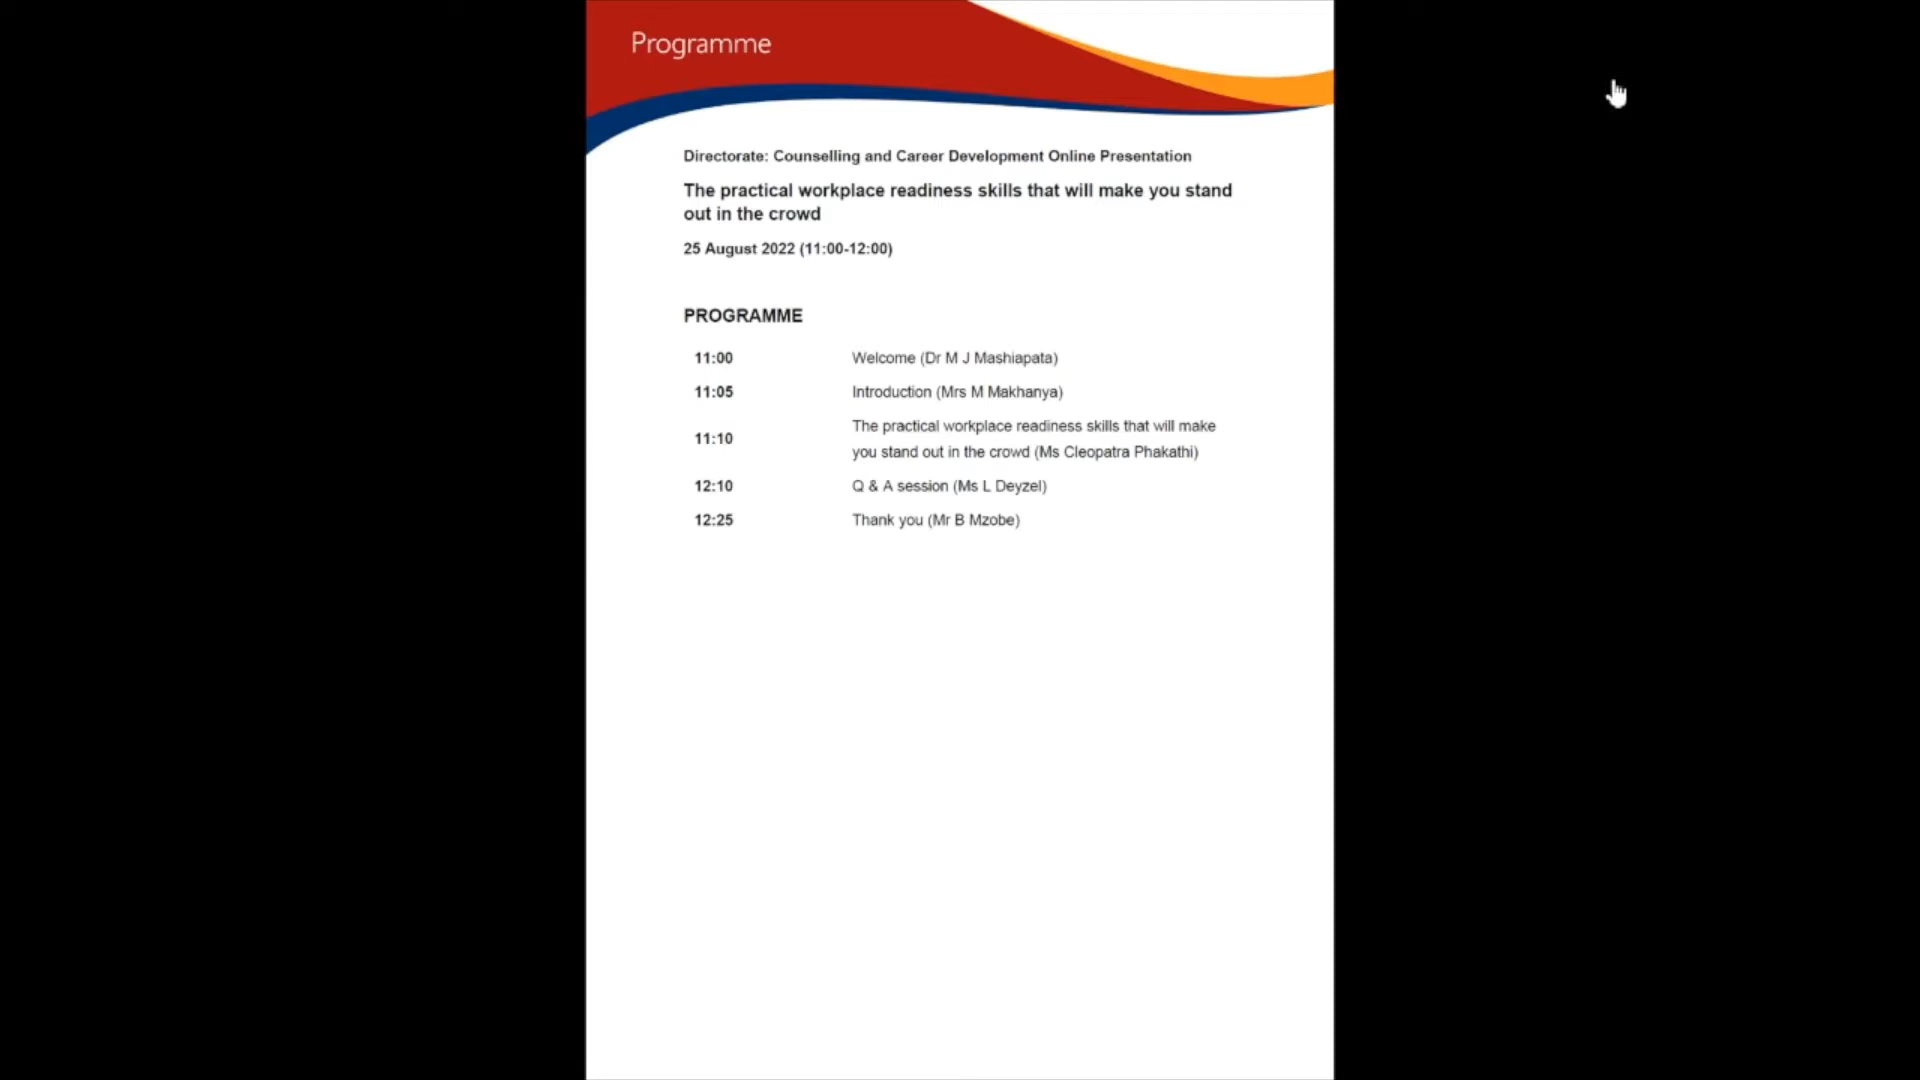 Programme
Directorate: Counselling and Career Development Online Presentation
The practical workplace readiness skills that will make you stand
out in the crowd
25 August 2022 (11:00-12:00)
PROGRAMME
11:00 Welcome (Dr M J Mashiapata)
11:05 Introduction (Mrs M Makhanya)
11:10 The practical workplace readiness skills that will make
you stand out in the crowd (Ms Cleopatra Phakathi)
12:10 Q & A session (Ms L Deyzel)
12:25 Thank you (Mr B Mzobe)